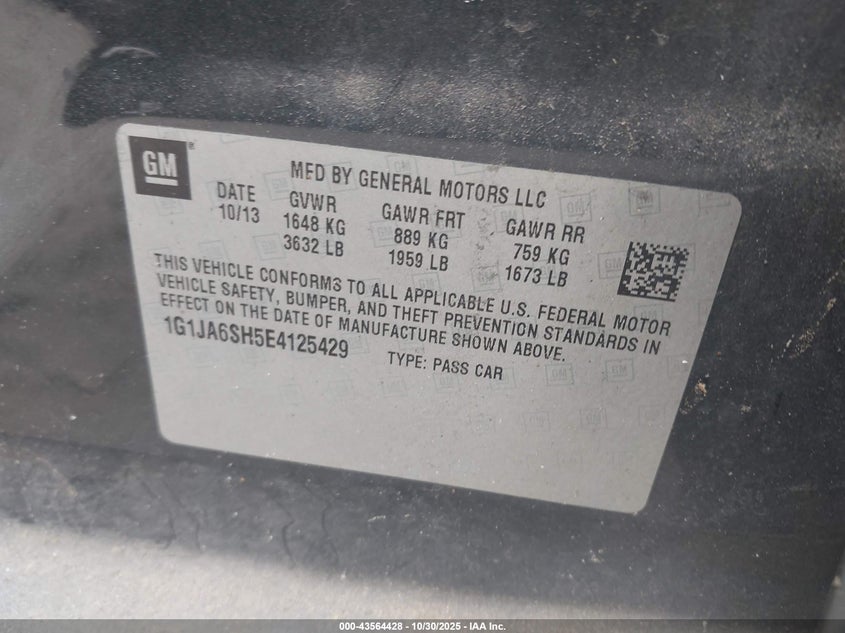 GM
MFD BY GENERAL MOTORS LLC
DATE GVWR GAWR FRT GAWR RR
10/13 1648 KG 889 KG 759 KG
3632 LB 1959 LB 1673 LB
THIS VEHICLE CONFORMS TO ALL APPLICABLE U.S. FEDERAL MOTOR
VEHICLE SAFETY, BUMPER, AND THEFT PREVENTION STANDARDS IN
EFFECT ON THE DATE OF MANUFACTURE SHOWN ABOVE.
1G1JA6SH5E4125429 TYPE: PASS CAR
000-43564428 - 10/30/2025 - IAA Inc.